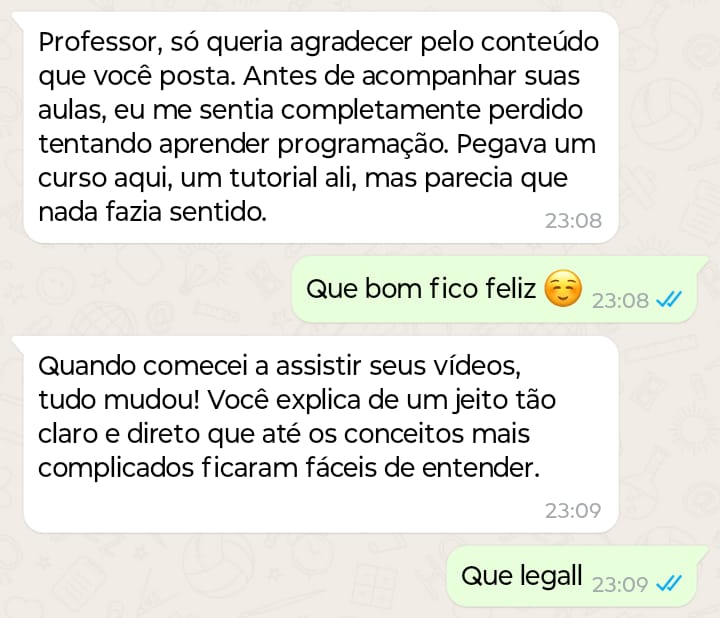 Professor, só queria agradecer pelo conteúdo
que você posta. Antes de acompanhar suas
aulas, eu me sentia completamente perdido
tentando aprender programação. Pegava um
curso aqui, um tutorial ali, mas parecia que
nada fazia sentido.
23:08
Que bom fico feliz ☺️ 23:08
Quando comecei a assistir seus vídeos,
tudo mudou! Você explica de um jeito tão
claro e direto que até os conceitos mais
complicados ficaram fáceis de entender.
23:09
Que legall 23:09